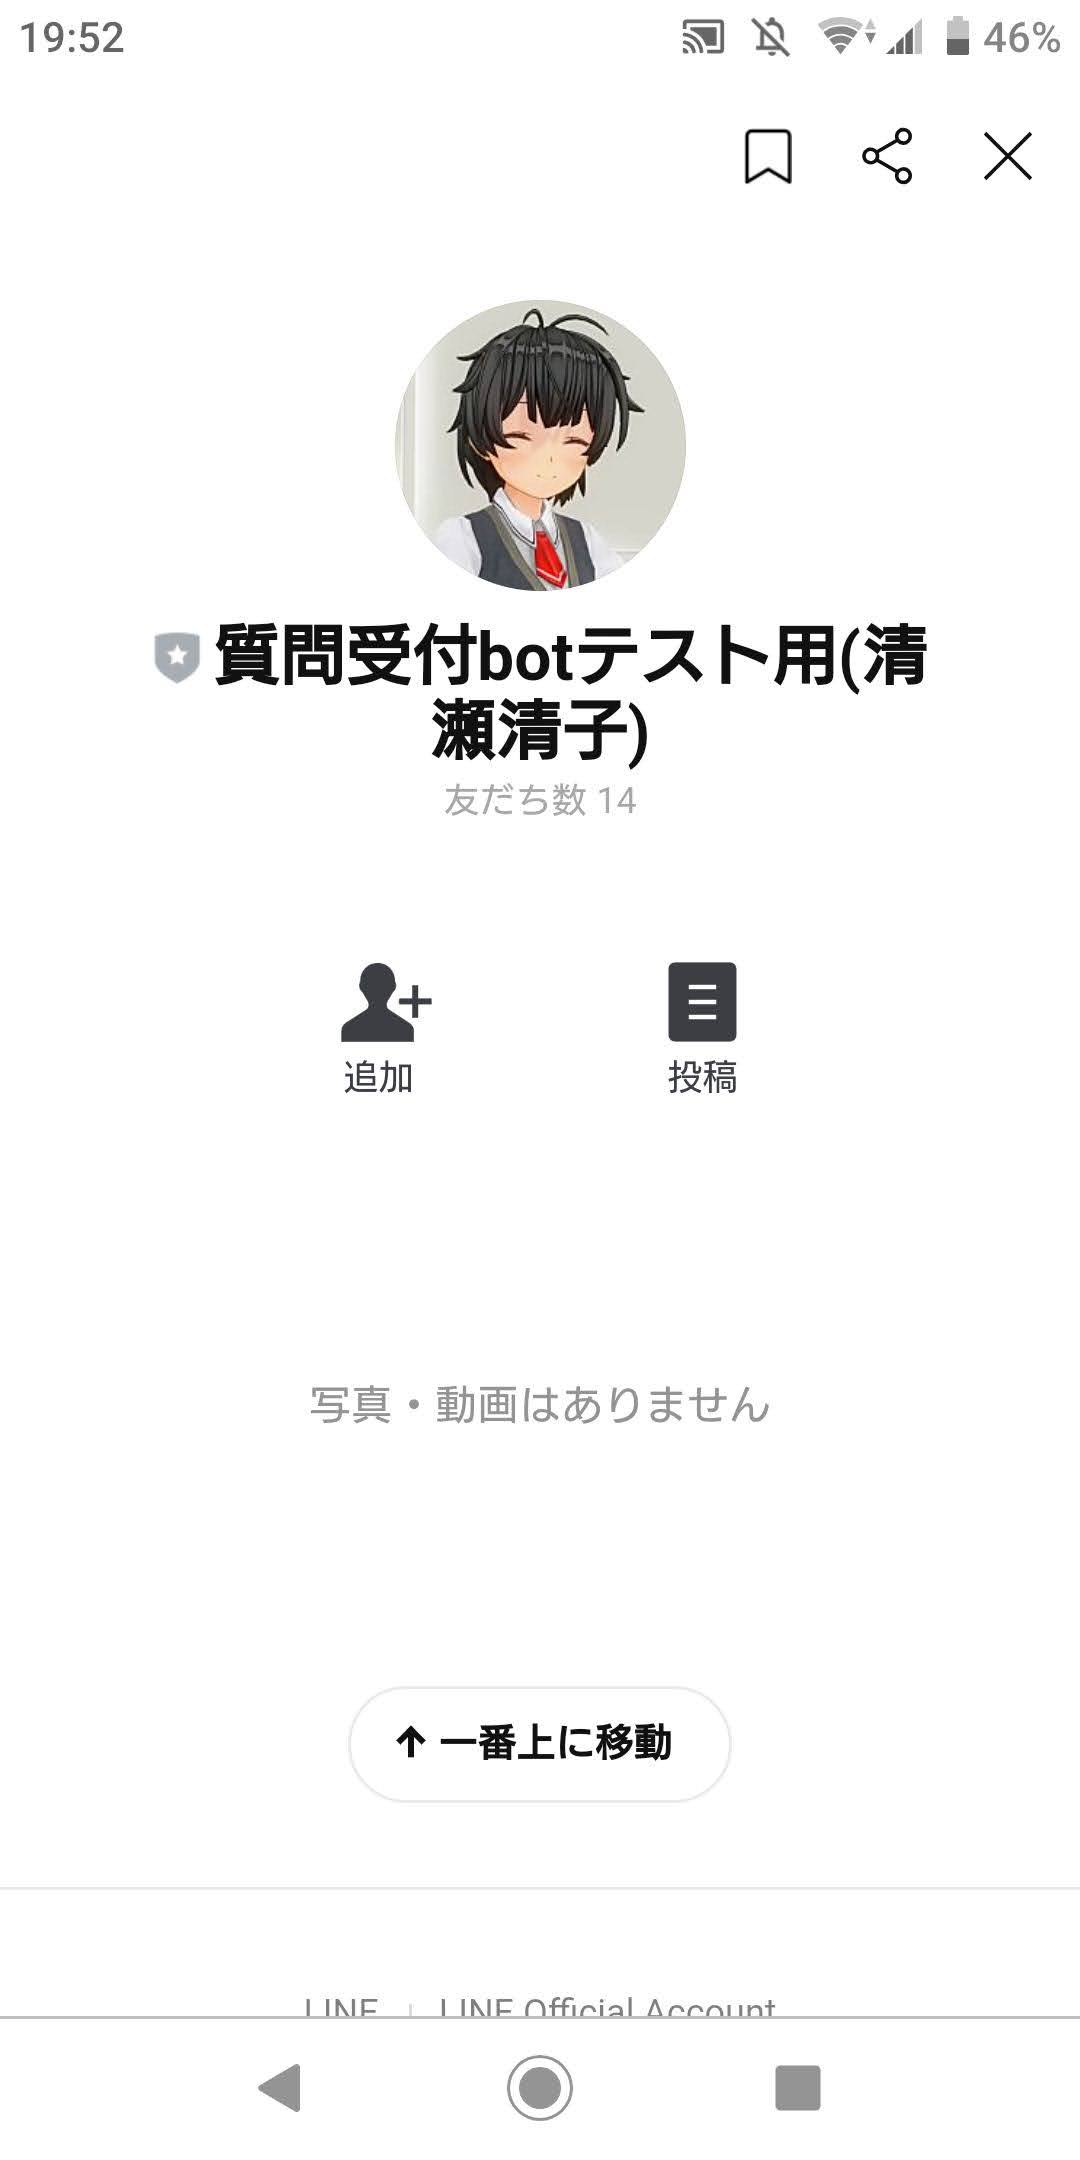 19:52
46%
質問受付botテスト用(清
瀬清子)
友だち数 14
追加
投稿
写真・動画はありません
↑ 一番上に移動
LINE | LINE Official Account